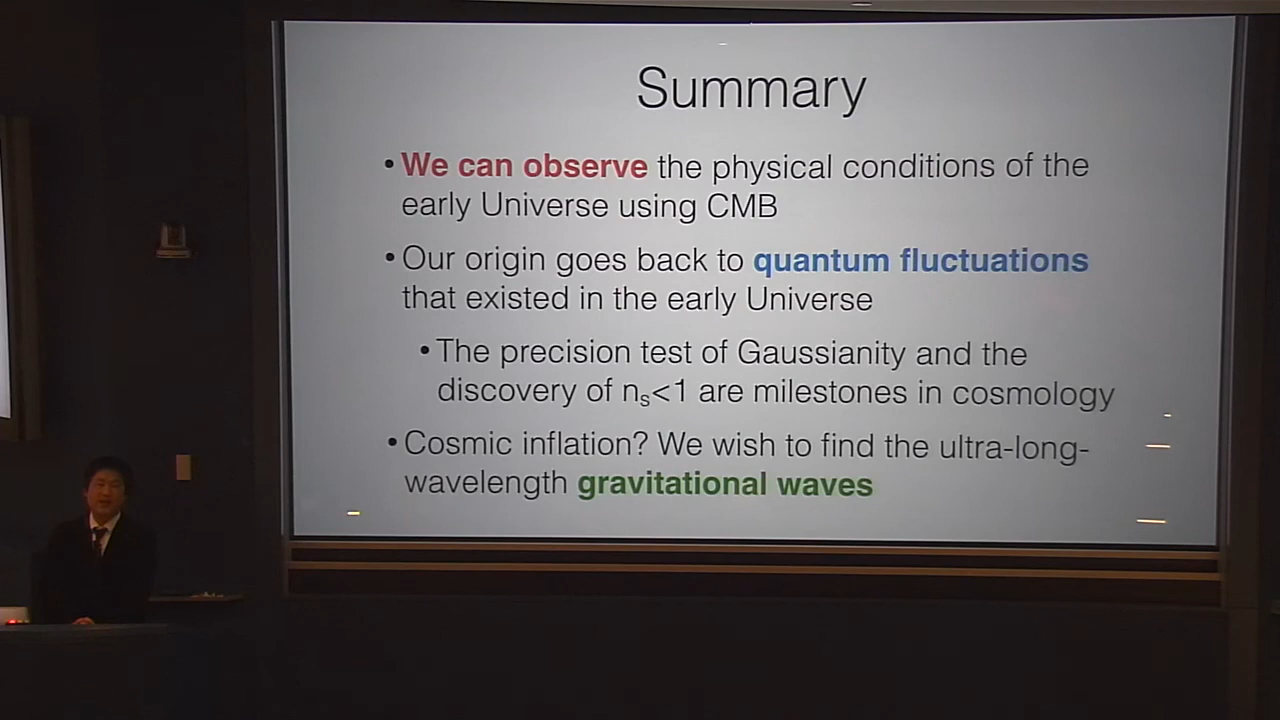 Summary
• We can observe the physical conditions of the
early Universe using CMB
• Our origin goes back to quantum fluctuations
that existed in the early Universe
• The precision test of Gaussianity and the
discovery of ns<1 are milestones in cosmology
• Cosmic inflation? We wish to find the ultra-long-
wavelength gravitational waves